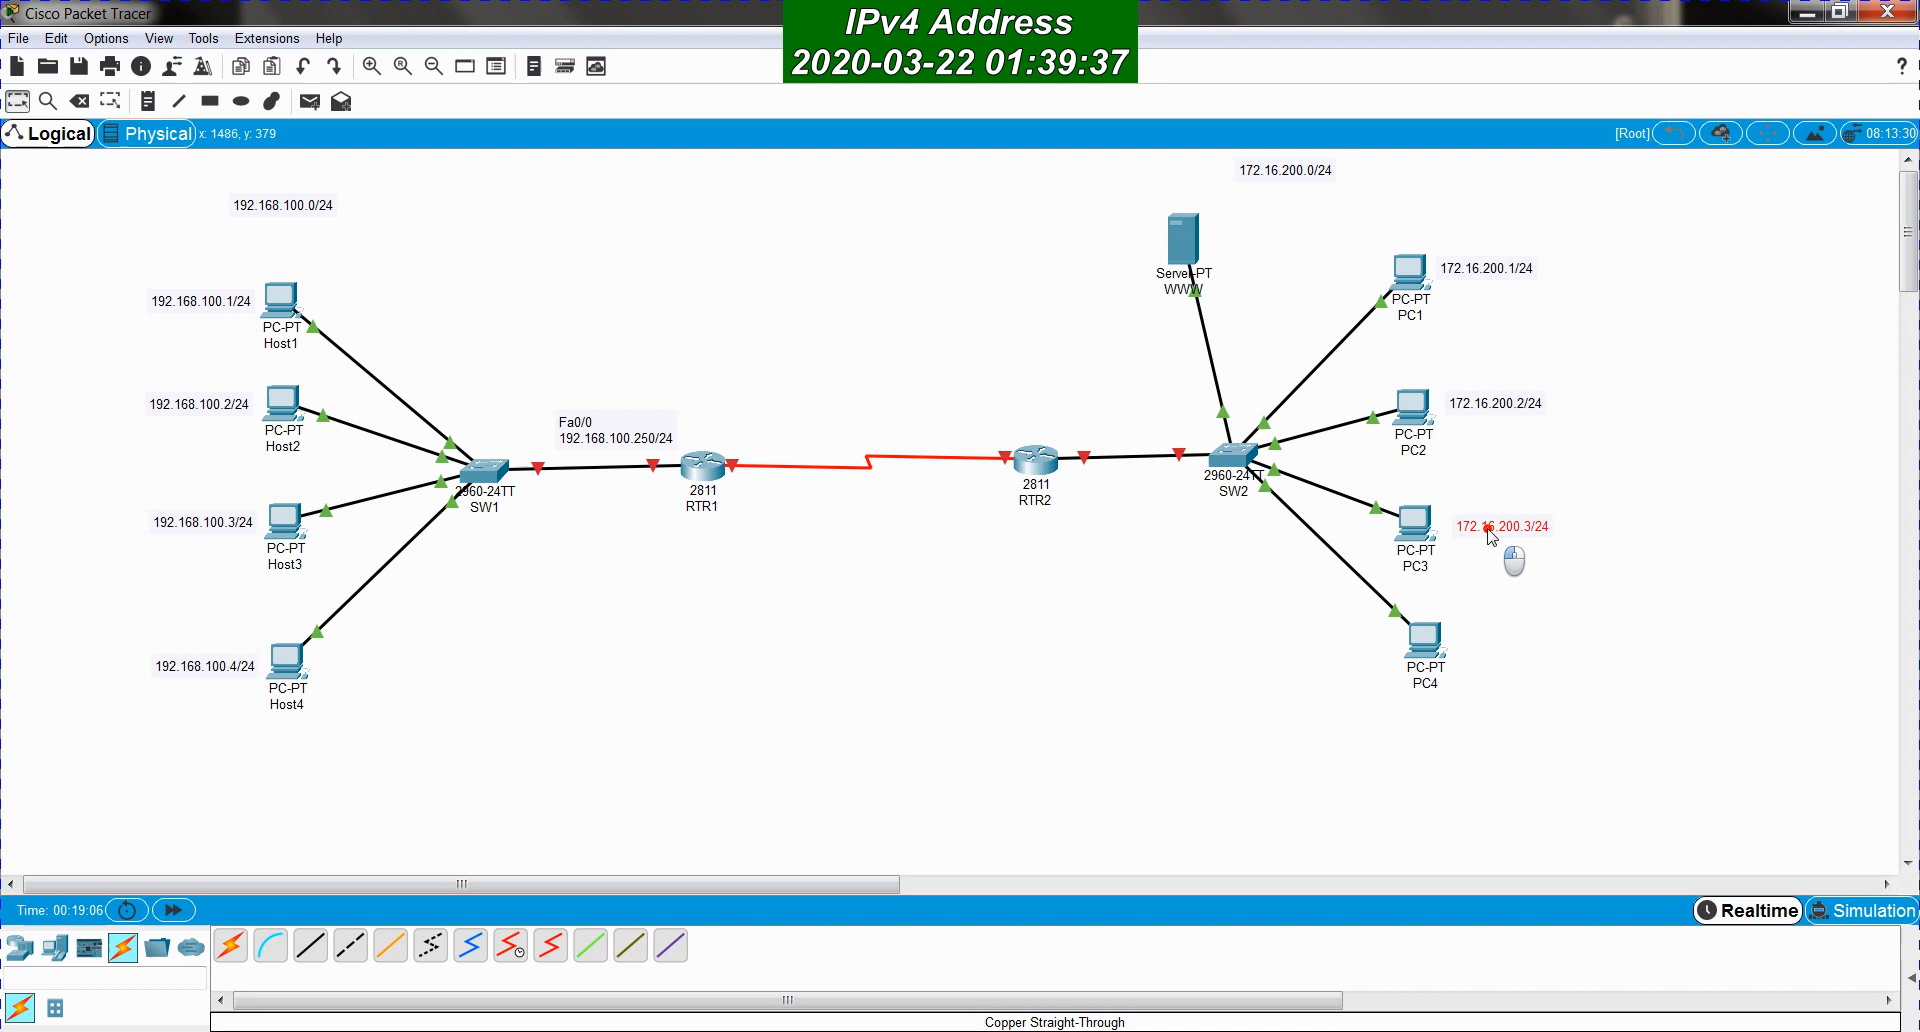 Cisco Packet Tracer
IPv4 Address
2020-03-22 01:39:37
File Edit Options View Tools Extensions Help
?
Logical Physical x: 1486, y: 379 [Root] 08:13:30
172.16.200.0/24
192.168.100.0/24
Server-PT
WWW
172.16.200.1/24
PC-PT
PC1
192.168.100.1/24
PC-PT
Host1
192.168.100.2/24
PC-PT
Host2
172.16.200.2/24
PC-PT
PC2
Fa0/0
192.168.100.250/24
2960-24TT
SW1
2811
RTR1
2811
RTR2
2960-24TT
SW2
192.168.100.3/24
PC-PT
Host3
172.16.200.3/24
PC-PT
PC3
192.168.100.4/24
PC-PT
Host4
PC-PT
PC4
Time: 00:19:06 Realtime Simulation
Copper Straight-Through